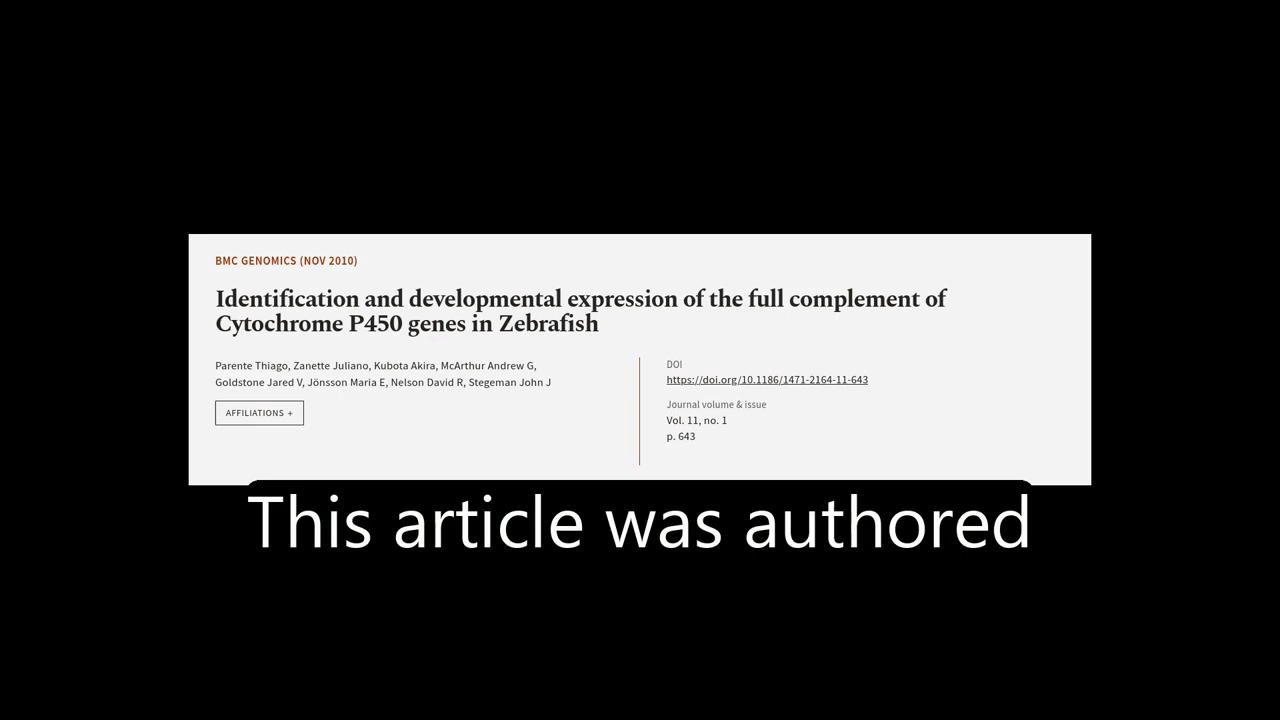 BMC GENOMICS (NOV 2010)
Identification and developmental expression of the full complement of
Cytochrome P450 genes in Zebrafish
Parente Thiago, Zanette Juliano, Kubota Akira, McArthur Andrew G,
Goldstone Jared V, Jönsson Maria E, Nelson David R, Stegeman John J
AFFILIATIONS +
DOI
https://doi.org/10.1186/1471-2164-11-643
Journal volume & issue
Vol. 11, no. 1
p. 643
This article was authored